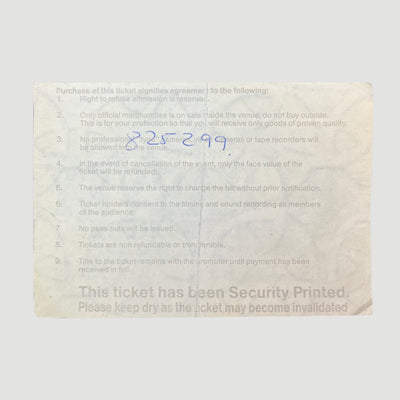 Purchase of this ticket signifies agreement to the following:
1. Right to refuse admission is reserved.
2. Only official merchandise is on sale inside the venue, do not buy outside.
This is for your protection so that you will receive only goods of proven quality.
3. No professional cameras or tape recorders will
be allowed the venue.
825299.
4. In the event of cancellation of the event, only the face value of the
ticket will be refunded.
5. The venue reserve the right to change the bill without prior notification.
6. Ticket holders consent to the filming and sound recording as members
of the audience
7. No pass outs will be issued.
8. Tickets are non refundable or transferable.
9. Title to the ticket remains with the promoter until payment has been
received in full.
This ticket has been Security Printed.
Please keep dry as the ticket may become invalidated